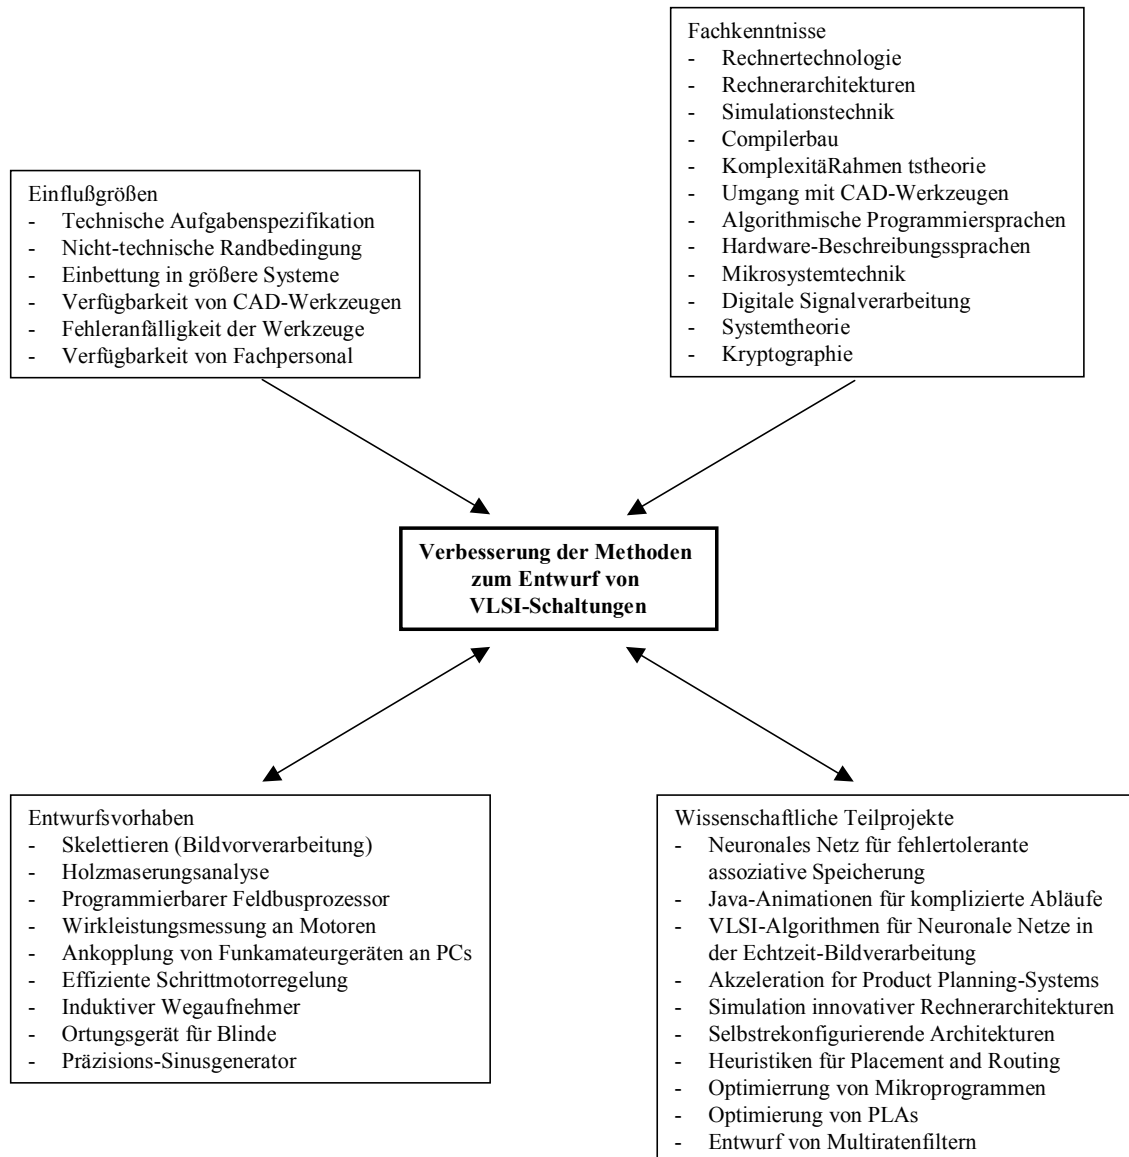 Fachkenntnisse
- Rechnertechnologie
- Rechnerarchitekturen
- Simulationstechnik
- Compilerbau
- KomplexitäRahmen tstheorie
- Umgang mit CAD-Werkzeugen
- Algorithmische Programmiersprachen
- Hardware-Beschreibungssprachen
- Mikrosystemtechnik
- Digitale Signalverarbeitung
- Systemtheorie
- Kryptographie
Einflußgrößen
- Technische Aufgabenspezifikation
- Nicht-technische Randbedingung
- Einbettung in größere Systeme
- Verfügbarkeit von CAD-Werkzeugen
- Fehleranfälligkeit der Werkzeuge
- Verfügbarkeit von Fachpersonal
Verbesserung der Methoden
zum Entwurf von
VLSI-Schaltungen
Entwurfsvorhaben
- Skelettieren (Bildvorverarbeitung)
- Holzmaserungsanalyse
- Programmierbarer Feldbusprozessor
- Wirkleistungsmessung an Motoren
- Ankopplung von Funkamateurgeräten an PCs
- Effiziente Schrittmotorregelung
- Induktiver Wegaufnehmer
- Ortungsgerät für Blinde
- Präzisions-Sinusgenerator
Wissenschaftliche Teilprojekte
- Neuronales Netz für fehlertolerante
assoziative Speicherung
- Java-Animationen für komplizierte Abläufe
- VLSI-Algorithmen für Neuronale Netze in
der Echtzeit-Bildverarbeitung
- Akzeleration for Product Planning-Systems
- Simulation innovativer Rechnerarchitekturen
- Selbstrekonfigurierende Architekturen
- Heuristiken für Placement and Routing
- Optimierrung von Mikroprogrammen
- Optimierung von PLAs
- Entwurf von Multiratenfiltern